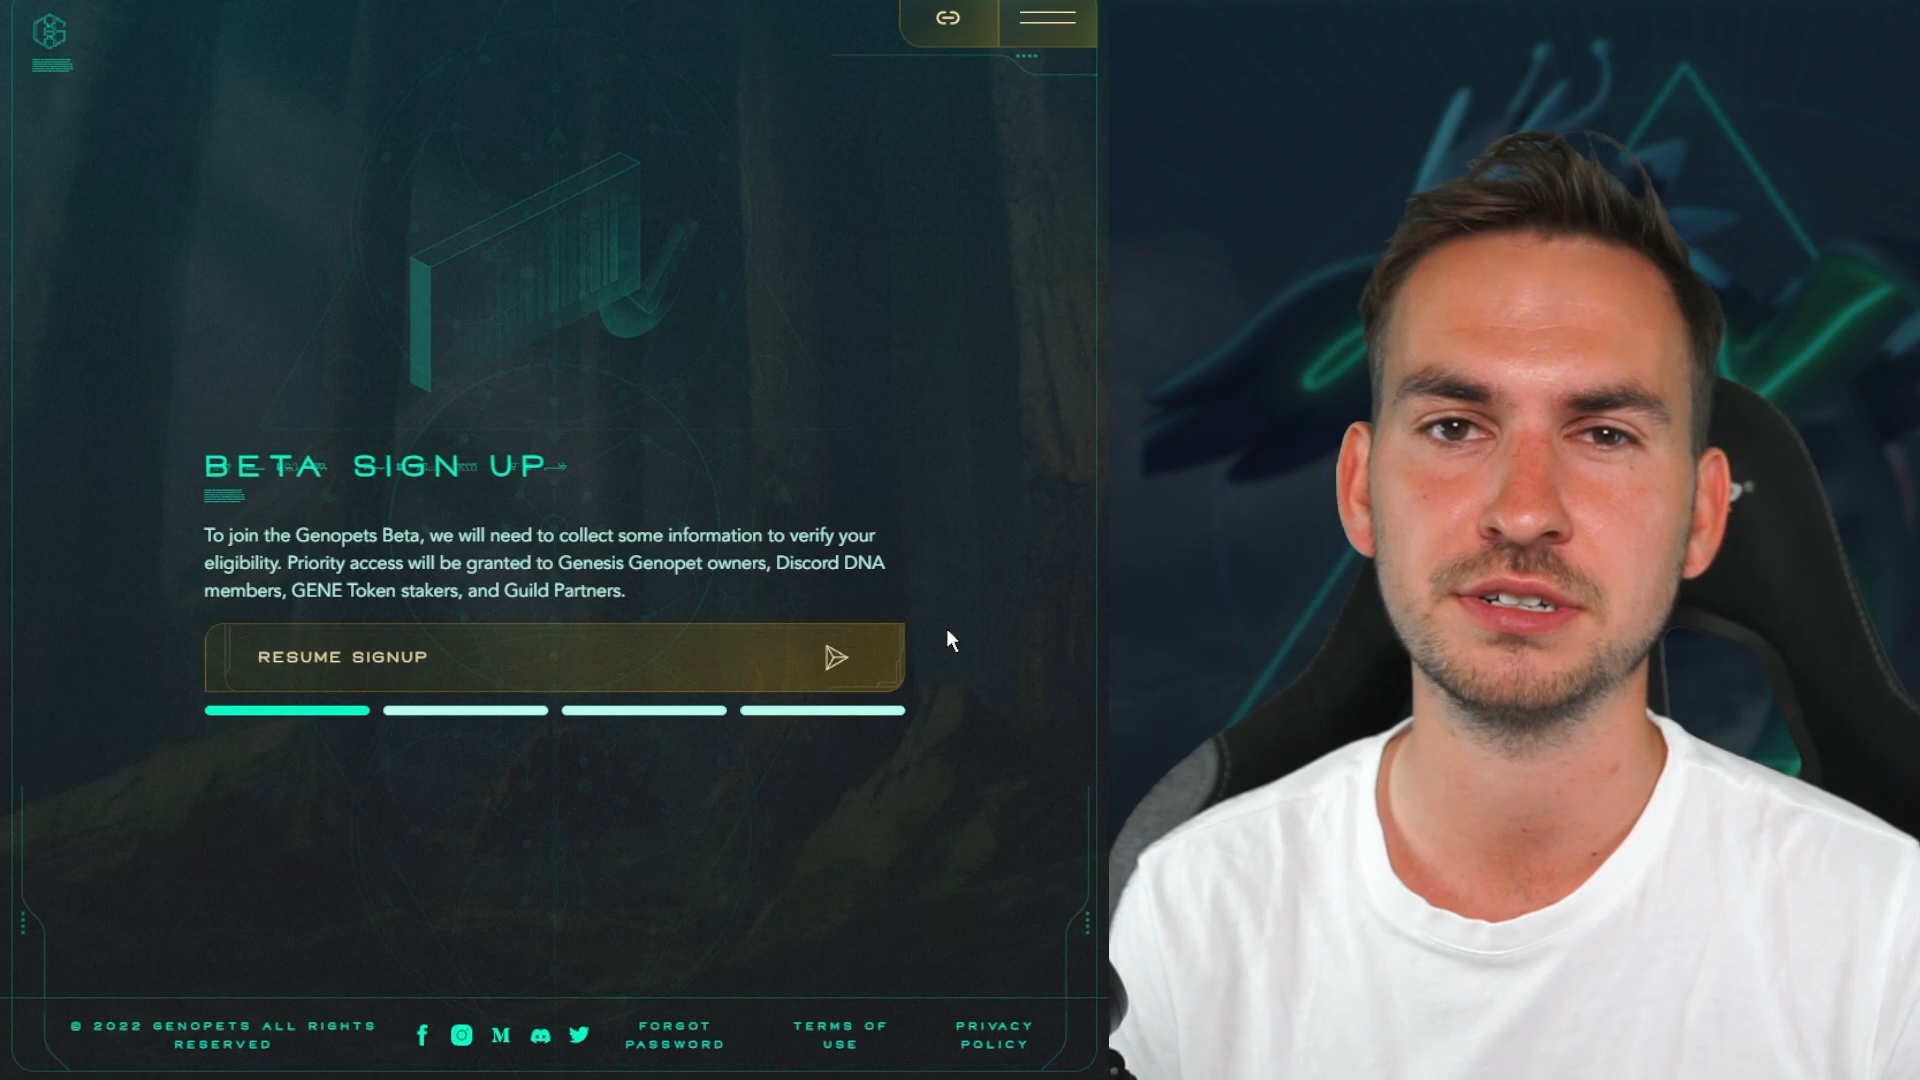 BETA SIGN UP
To join the Genopets Beta, we will need to collect some information to verify your
eligibility. Priority access will be granted to Genesis Genopet owners, Discord DNA
members, GENE Token stakers, and Guild Partners.
RESUME SIGNUP
© 2022 GENOPETS ALL RIGHTS
RESERVED
FORGOT
PASSWORD
TERMS OF
USE
PRIVACY
POLICY